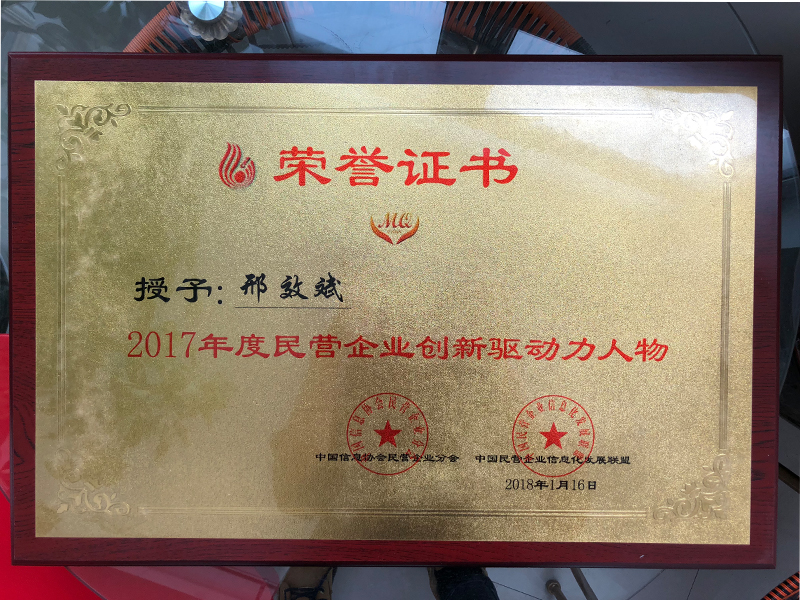 荣誉证书
MQ
授予:邢效斌
2017年度民营企业创新驱动力人物
中国信息协会民营企业分会 中国民营企业信息化发展联盟
2018年1月16日